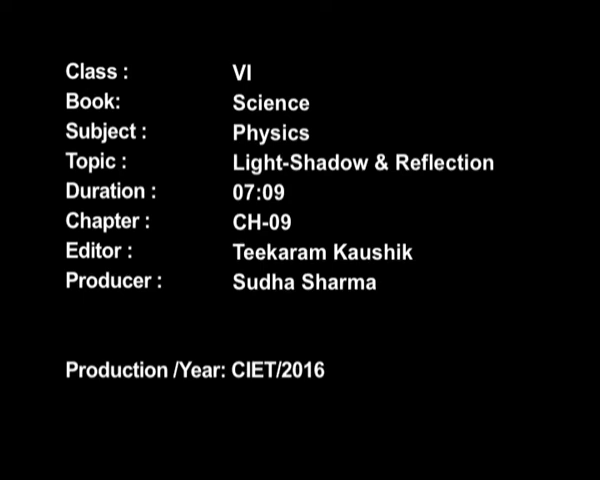 Class : VI
Book: Science
Subject : Physics
Topic : Light-Shadow & Reflection
Duration : 07:09
Chapter : CH-09
Editor : Teekaram Kaushik
Producer : Sudha Sharma
Production /Year: CIET/2016